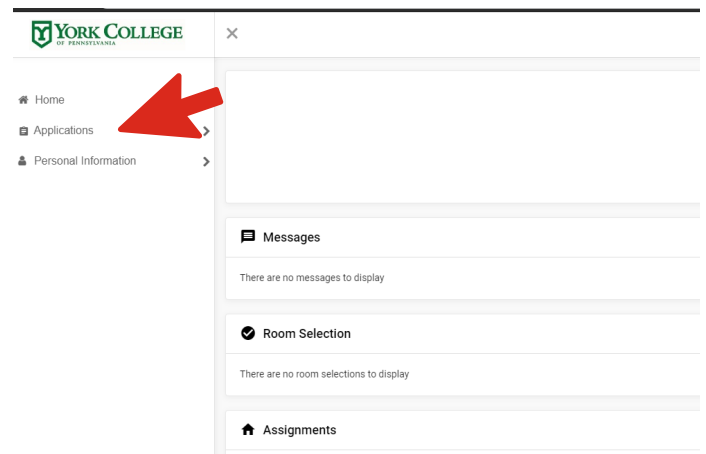 YORK COLLEGE
OF PENNSYLVANIA
Home
Applications
Personal Information
Messages
There are no messages to display
Room Selection
There are no room selections to display
Assignments